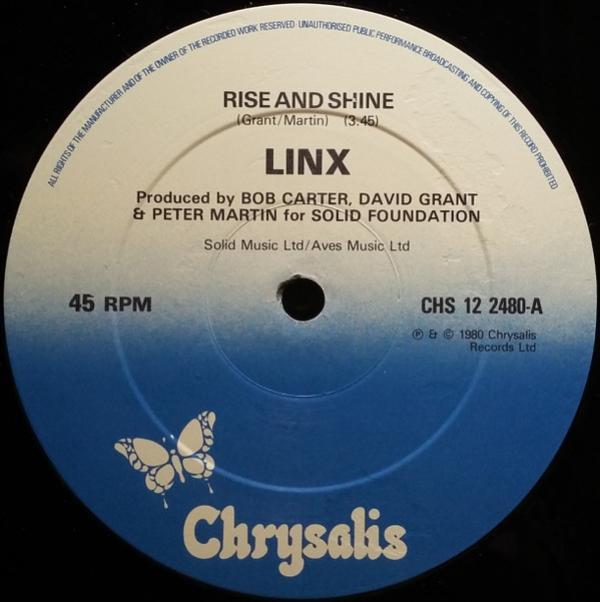 ALL RIGHTS OF THE MANUFACTURER AND OF THE OWNER OF THE RECORDED WORK RESERVED · UNAUTHORISED PUBLIC PERFORMANCE BROADCASTING AND COPYING OF THIS RECORD PROHIBITED
RISE AND SHINE
(Grant/Martin) (3.45)
LINX
Produced by BOB CARTER, DAVID GRANT
& PETER MARTIN for SOLID FOUNDATION
Solid Music Ltd/Aves Music Ltd
45 RPM
CHS 12 2480-A
℗ & © 1980 Chrysalis
Records Ltd
Chrysalis